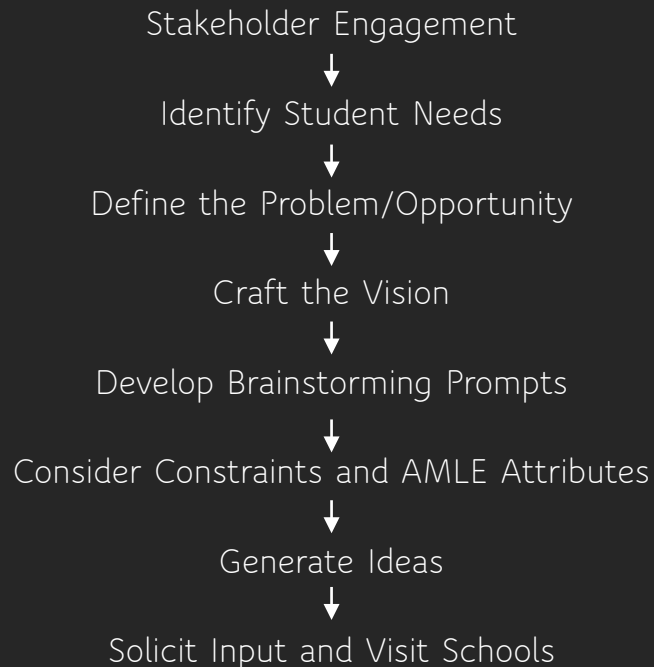 Stakeholder Engagement
Identify Student Needs
Define the Problem/Opportunity
Craft the Vision
Develop Brainstorming Prompts
Consider Constraints and AMLE Attributes
Generate Ideas
Solicit Input and Visit Schools